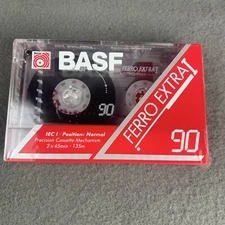 BASF
FERRO EXTRA I
90
IEC I · Position: Normal
Precision Cassette Mechanism
2 x 45min · 135m
FERRO EXTRA I
90